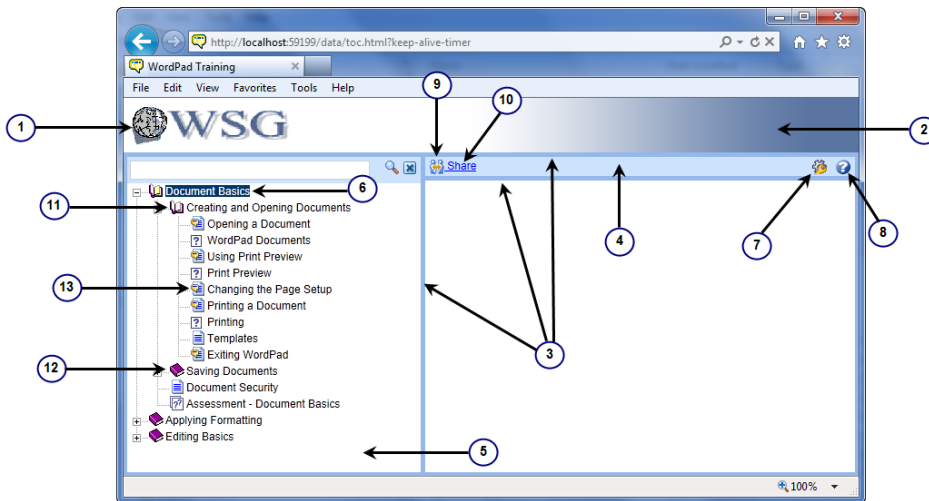 http://localhost:59199/data/toc.html?keep-alive-timer
WordPad Training
File Edit View Favorites Tools Help
9
10
1
WSG
2
Share
Document Basics
6
11
Creating and Opening Documents
Opening a Document
WordPad Documents
4
7
8
Using Print Preview
Print Preview
13
Changing the Page Setup
Printing a Document
Printing
Templates
3
Exiting WordPad
12
Saving Documents
Document Security
Assessment - Document Basics
Applying Formatting
Editing Basics
5
100%